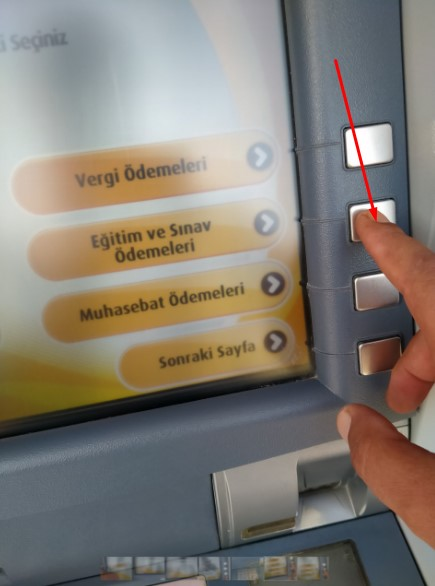 i Seçiniz
Vergi Ödemeleri
Eğitim ve Sınav
Ödemeleri
Muhasebat Ödemeleri
Sonraki Sayfa